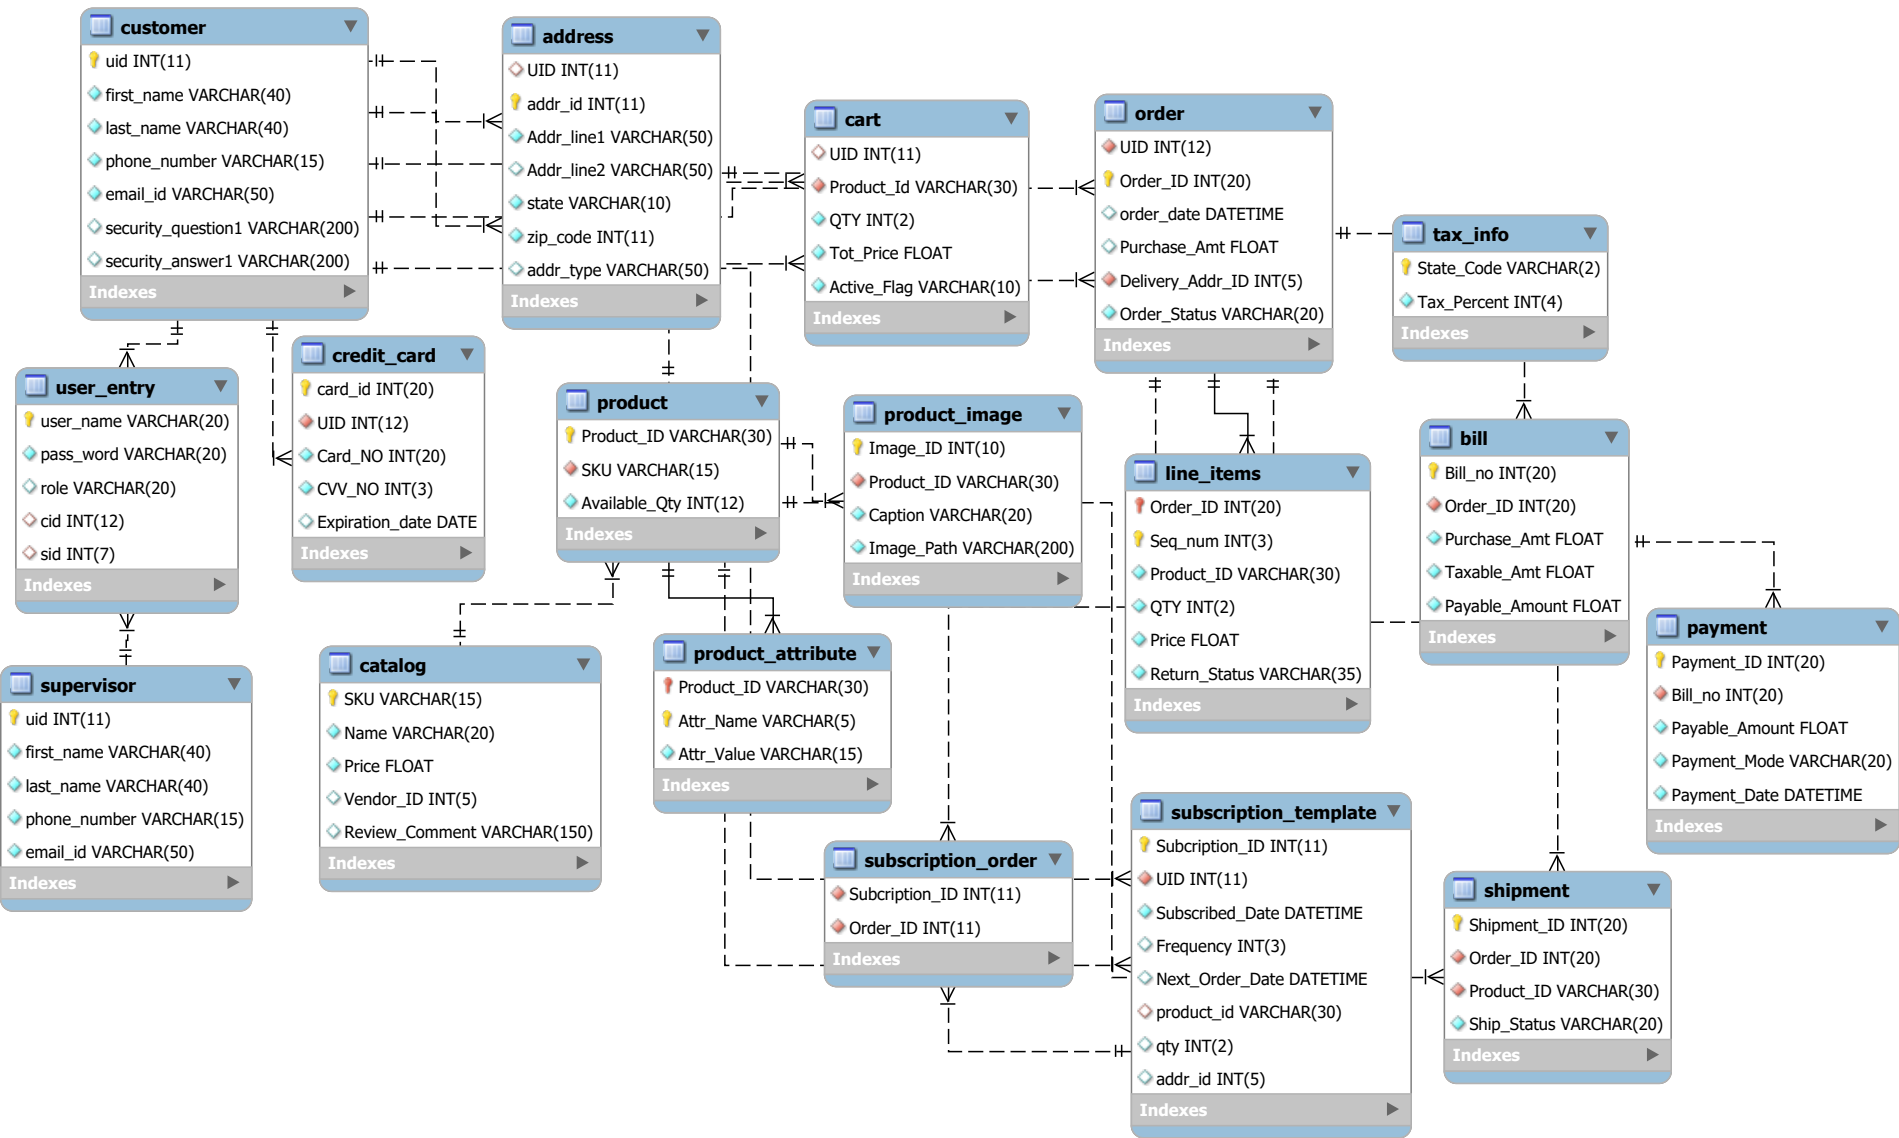 customer
uid INT(11)
first_name VARCHAR(40)
last_name VARCHAR(40)
phone_number VARCHAR(15)
email_id VARCHAR(50)
security_question1 VARCHAR(200)
security_answer1 VARCHAR(200)
Indexes
address
UID INT(11)
addr_id INT(11)
Addr_line1 VARCHAR(50)
Addr_line2 VARCHAR(50)
state VARCHAR(10)
zip_code INT(11)
addr_type VARCHAR(50)
Indexes
cart
UID INT(11)
Product_Id VARCHAR(30)
QTY INT(2)
Tot_Price FLOAT
Active_Flag VARCHAR(10)
Indexes
order
UID INT(12)
Order_ID INT(20)
order_date DATETIME
Purchase_Amt FLOAT
Delivery_Addr_ID INT(5)
Order_Status VARCHAR(20)
Indexes
tax_info
State_Code VARCHAR(2)
Tax_Percent INT(4)
Indexes
user_entry
user_name VARCHAR(20)
pass_word VARCHAR(20)
role VARCHAR(20)
cid INT(12)
sid INT(7)
Indexes
credit_card
card_id INT(20)
UID INT(12)
Card_NO INT(20)
CVV_NO INT(3)
Expiration_date DATE
Indexes
product
Product_ID VARCHAR(30)
SKU VARCHAR(15)
Available_Qty INT(12)
Indexes
product_image
Image_ID INT(10)
Product_ID VARCHAR(30)
Caption VARCHAR(20)
Image_Path VARCHAR(200)
Indexes
line_items
Order_ID INT(20)
Seq_num INT(3)
Product_ID VARCHAR(30)
QTY INT(2)
Price FLOAT
Return_Status VARCHAR(35)
Indexes
bill
Bill_no INT(20)
Order_ID INT(20)
Purchase_Amt FLOAT
Taxable_Amt FLOAT
Payable_Amount FLOAT
Indexes
payment
Payment_ID INT(20)
Bill_no INT(20)
Payable_Amount FLOAT
Payment_Mode VARCHAR(20)
Payment_Date DATETIME
Indexes
supervisor
uid INT(11)
first_name VARCHAR(40)
last_name VARCHAR(40)
phone_number VARCHAR(15)
email_id VARCHAR(50)
Indexes
catalog
SKU VARCHAR(15)
Name VARCHAR(20)
Price FLOAT
Vendor_ID INT(5)
Review_Comment VARCHAR(150)
Indexes
product_attribute
Product_ID VARCHAR(30)
Attr_Name VARCHAR(5)
Attr_Value VARCHAR(15)
Indexes
subscription_order
Subcription_ID INT(11)
Order_ID INT(11)
Indexes
subscription_template
Subcription_ID INT(11)
UID INT(11)
Subscribed_Date DATETIME
Frequency INT(3)
Next_Order_Date DATETIME
product_id VARCHAR(30)
qty INT(2)
addr_id INT(5)
Indexes
shipment
Shipment_ID INT(20)
Order_ID INT(20)
Product_ID VARCHAR(30)
Ship_Status VARCHAR(20)
Indexes